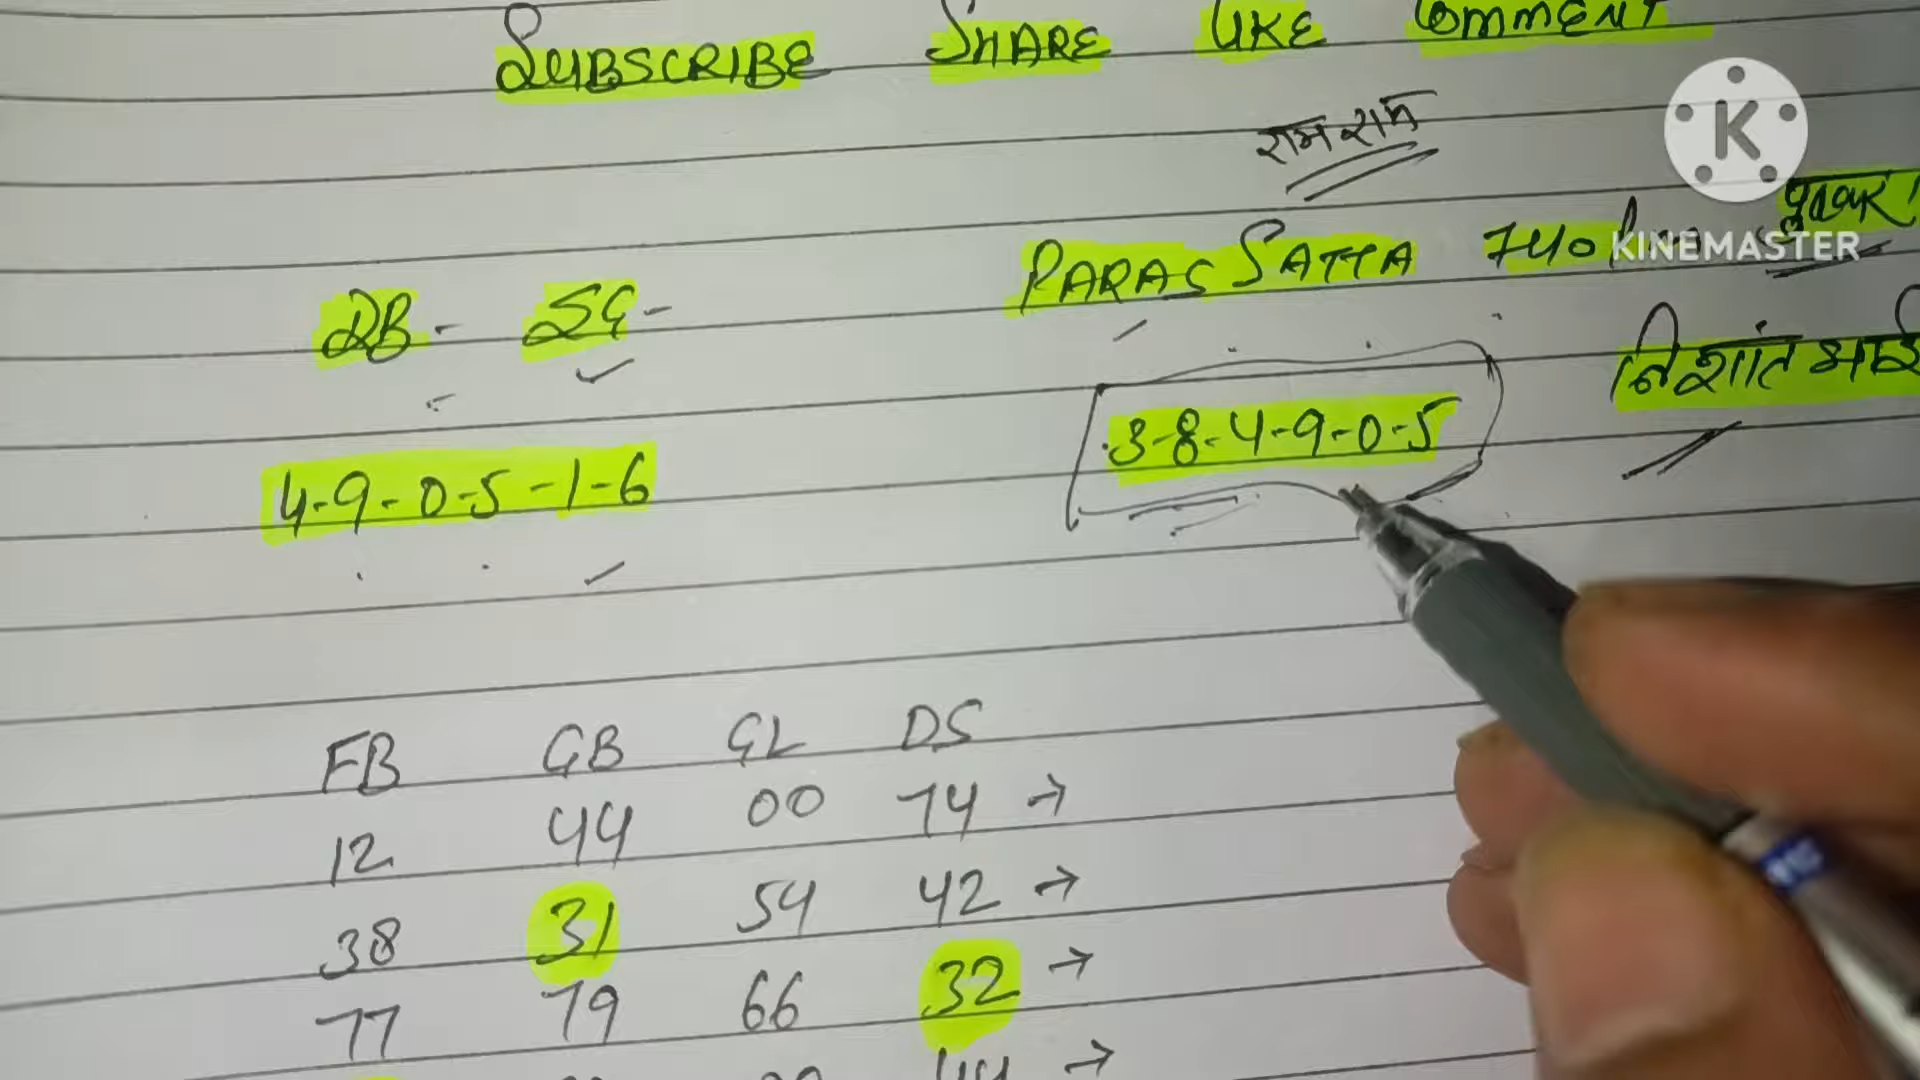 SUBSCRIBE SHARE LIKE COMMENT
राम राम
KINEMASTER
PARAS SATTA
DB - SG -
निशांत भाई
3-8-4-9-0-5
4-9-0-5-1-6
FB GB GL DS
12 44 00 74 →
38 31 54 42 →
77 79 66 32 →
44 →